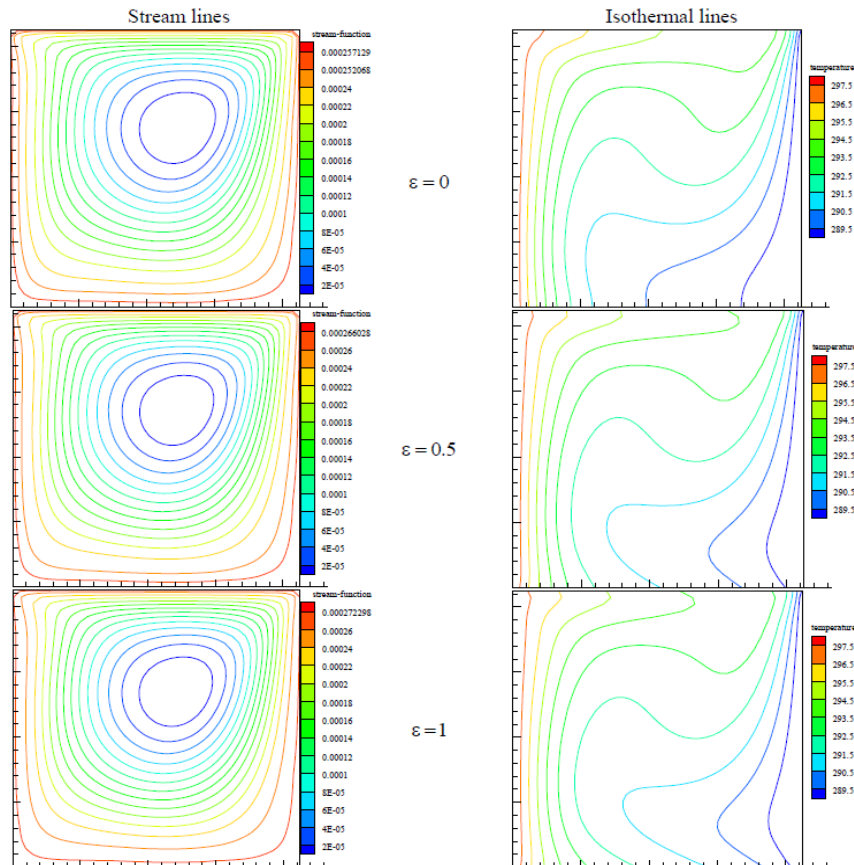 Stream lines
Isothermal lines
stream-function
0.000257129
0.000252068
0.00024
0.00022
0.0002
0.00018
0.00016
0.00014
0.00012
0.0001
8E-05
6E-05
4E-05
2E-05
ε = 0
temperature
297.5
296.5
295.5
294.5
293.5
292.5
291.5
290.5
289.5
stream-function
0.000266028
0.00026
0.00024
0.00022
0.0002
0.00018
0.00016
0.00014
0.00012
0.0001
8E-05
6E-05
4E-05
2E-05
ε = 0.5
temperature
297.5
296.5
295.5
294.5
293.5
292.5
291.5
290.5
289.5
stream-function
0.000272298
0.00026
0.00024
0.00022
0.0002
0.00018
0.00016
0.00014
0.00012
0.0001
8E-05
6E-05
4E-05
2E-05
ε = 1
temperature
297.5
296.5
295.5
294.5
293.5
292.5
291.5
290.5
289.5